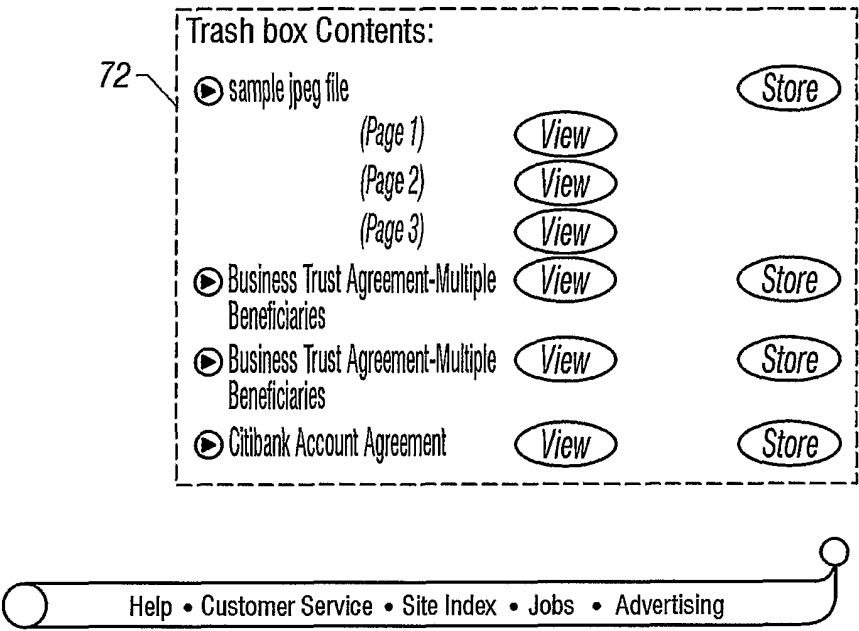 Trash box Contents:
72
sample jpeg file Store
(Page 1) View
(Page 2) View
(Page 3) View
Business Trust Agreement-Multiple View Store
Beneficiaries
Business Trust Agreement-Multiple View Store
Beneficiaries
Citibank Account Agreement View Store
Help • Customer Service • Site Index • Jobs • Advertising